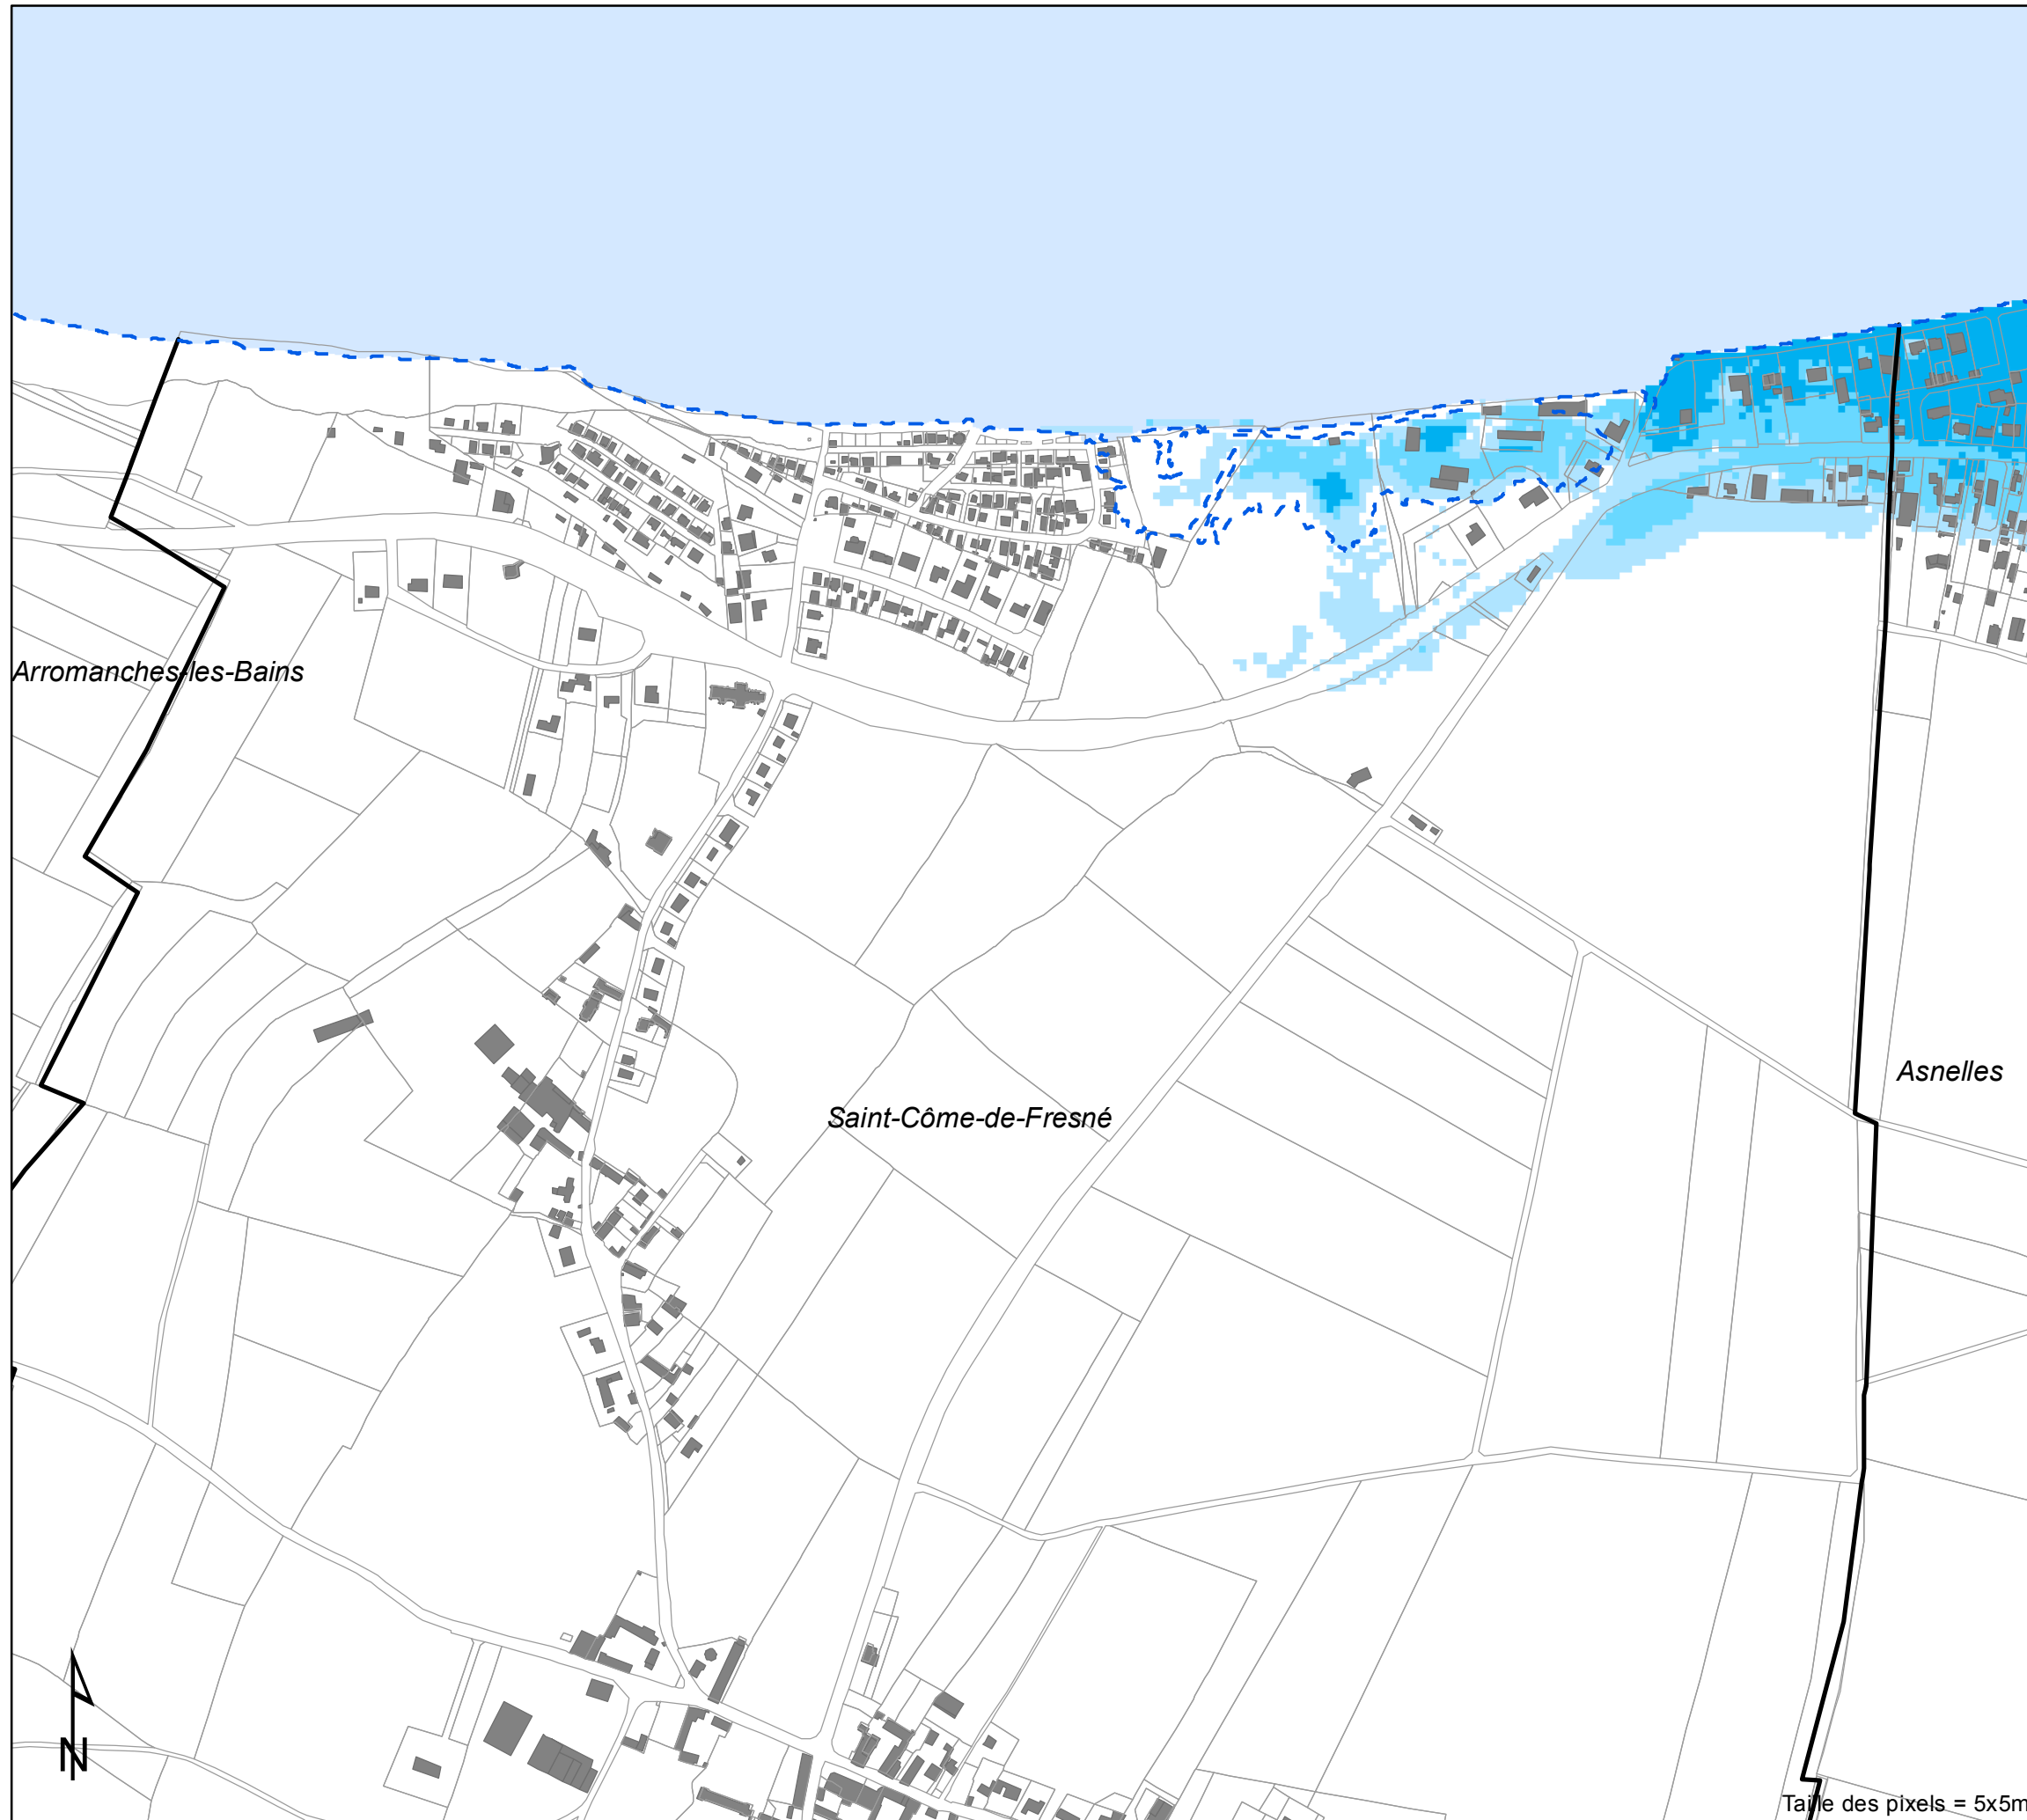 Arromanches-les-Bains
Asnelles
Saint-Côme-de-Fresné
N
Taille des pixels = 5x5m